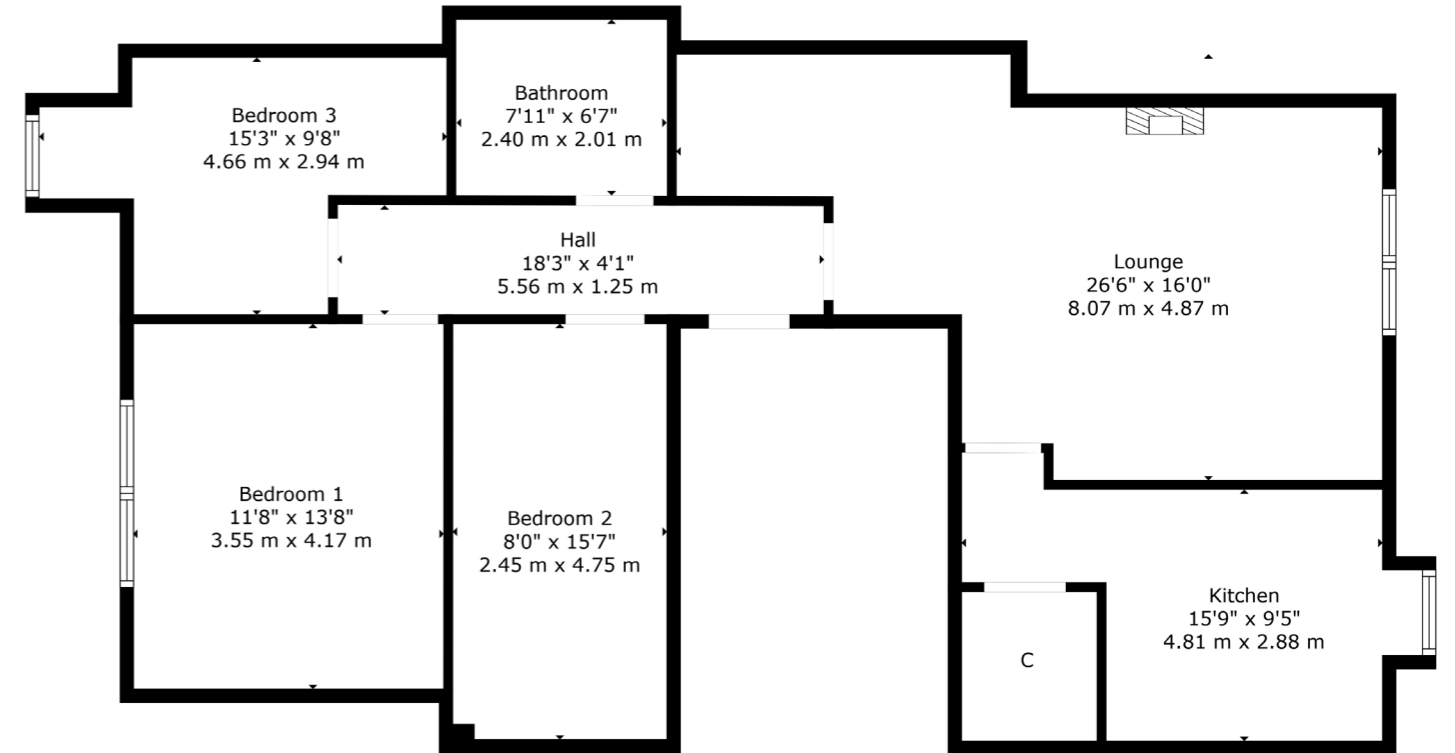 Bathroom
7'11" x 6'7"
2.40 m x 2.01 m
Bedroom 3
15'3" x 9'8"
4.66 m x 2.94 m
Hall
18'3" x 4'1"
5.56 m x 1.25 m
Lounge
26'6" x 16'0"
8.07 m x 4.87 m
Bedroom 1
11'8" x 13'8"
3.55 m x 4.17 m
Bedroom 2
8'0" x 15'7"
2.45 m x 4.75 m
Kitchen
15'9" x 9'5"
4.81 m x 2.88 m
C